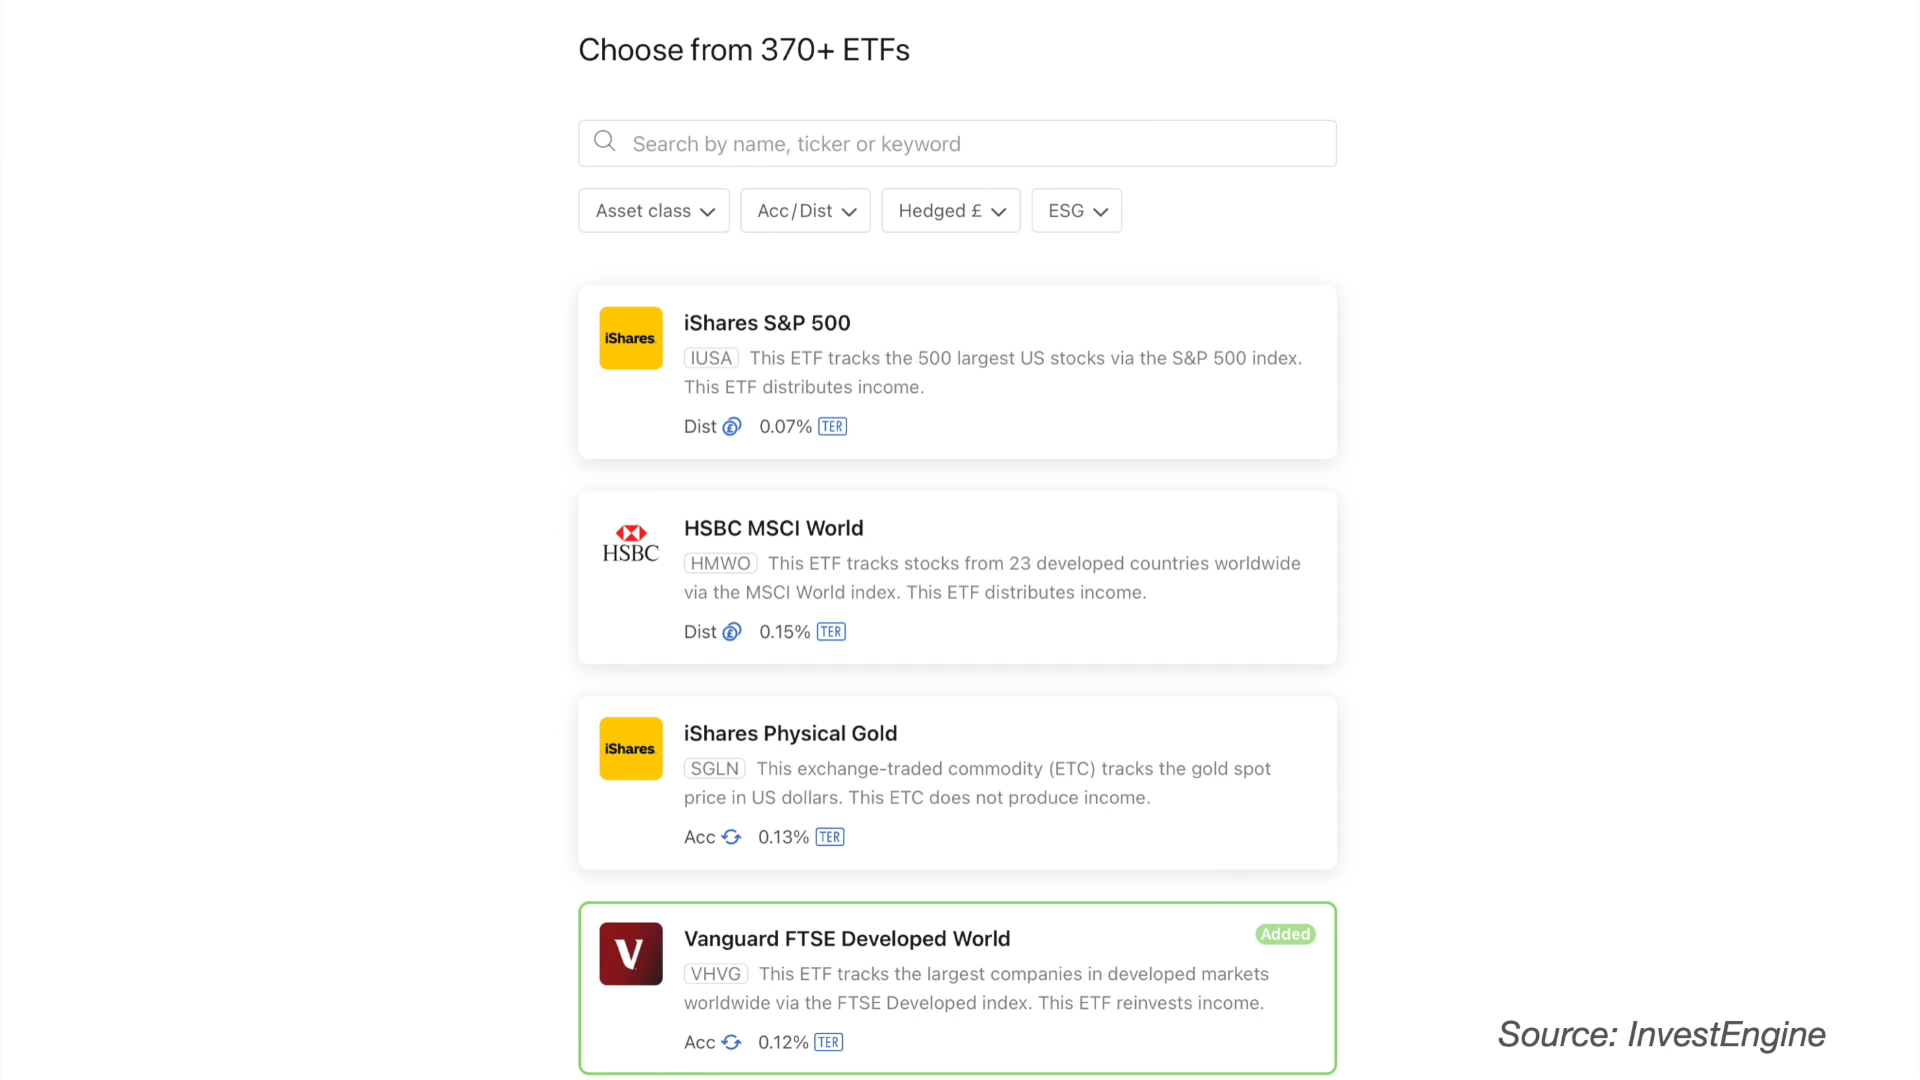 Choose from 370+ ETFs
Search by name, ticker or keyword
Asset class
Acc/Dist
Hedged £
ESG
iShares
iShares S&P 500
IUSA This ETF tracks the 500 largest US stocks via the S&P 500 index.
This ETF distributes income.
Dist £ 0.07% TER
HSBC
HSBC MSCI World
HMWO This ETF tracks stocks from 23 developed countries worldwide
via the MSCI World index. This ETF distributes income.
Dist £ 0.15% TER
iShares
iShares Physical Gold
SGLN This exchange-traded commodity (ETC) tracks the gold spot
price in US dollars. This ETC does not produce income.
Acc 0.13% TER
V
Vanguard FTSE Developed World
Added
VHVG This ETF tracks the largest companies in developed markets
worldwide via the FTSE Developed index. This ETF reinvests income.
Acc 0.12% TER
Source: InvestEngine